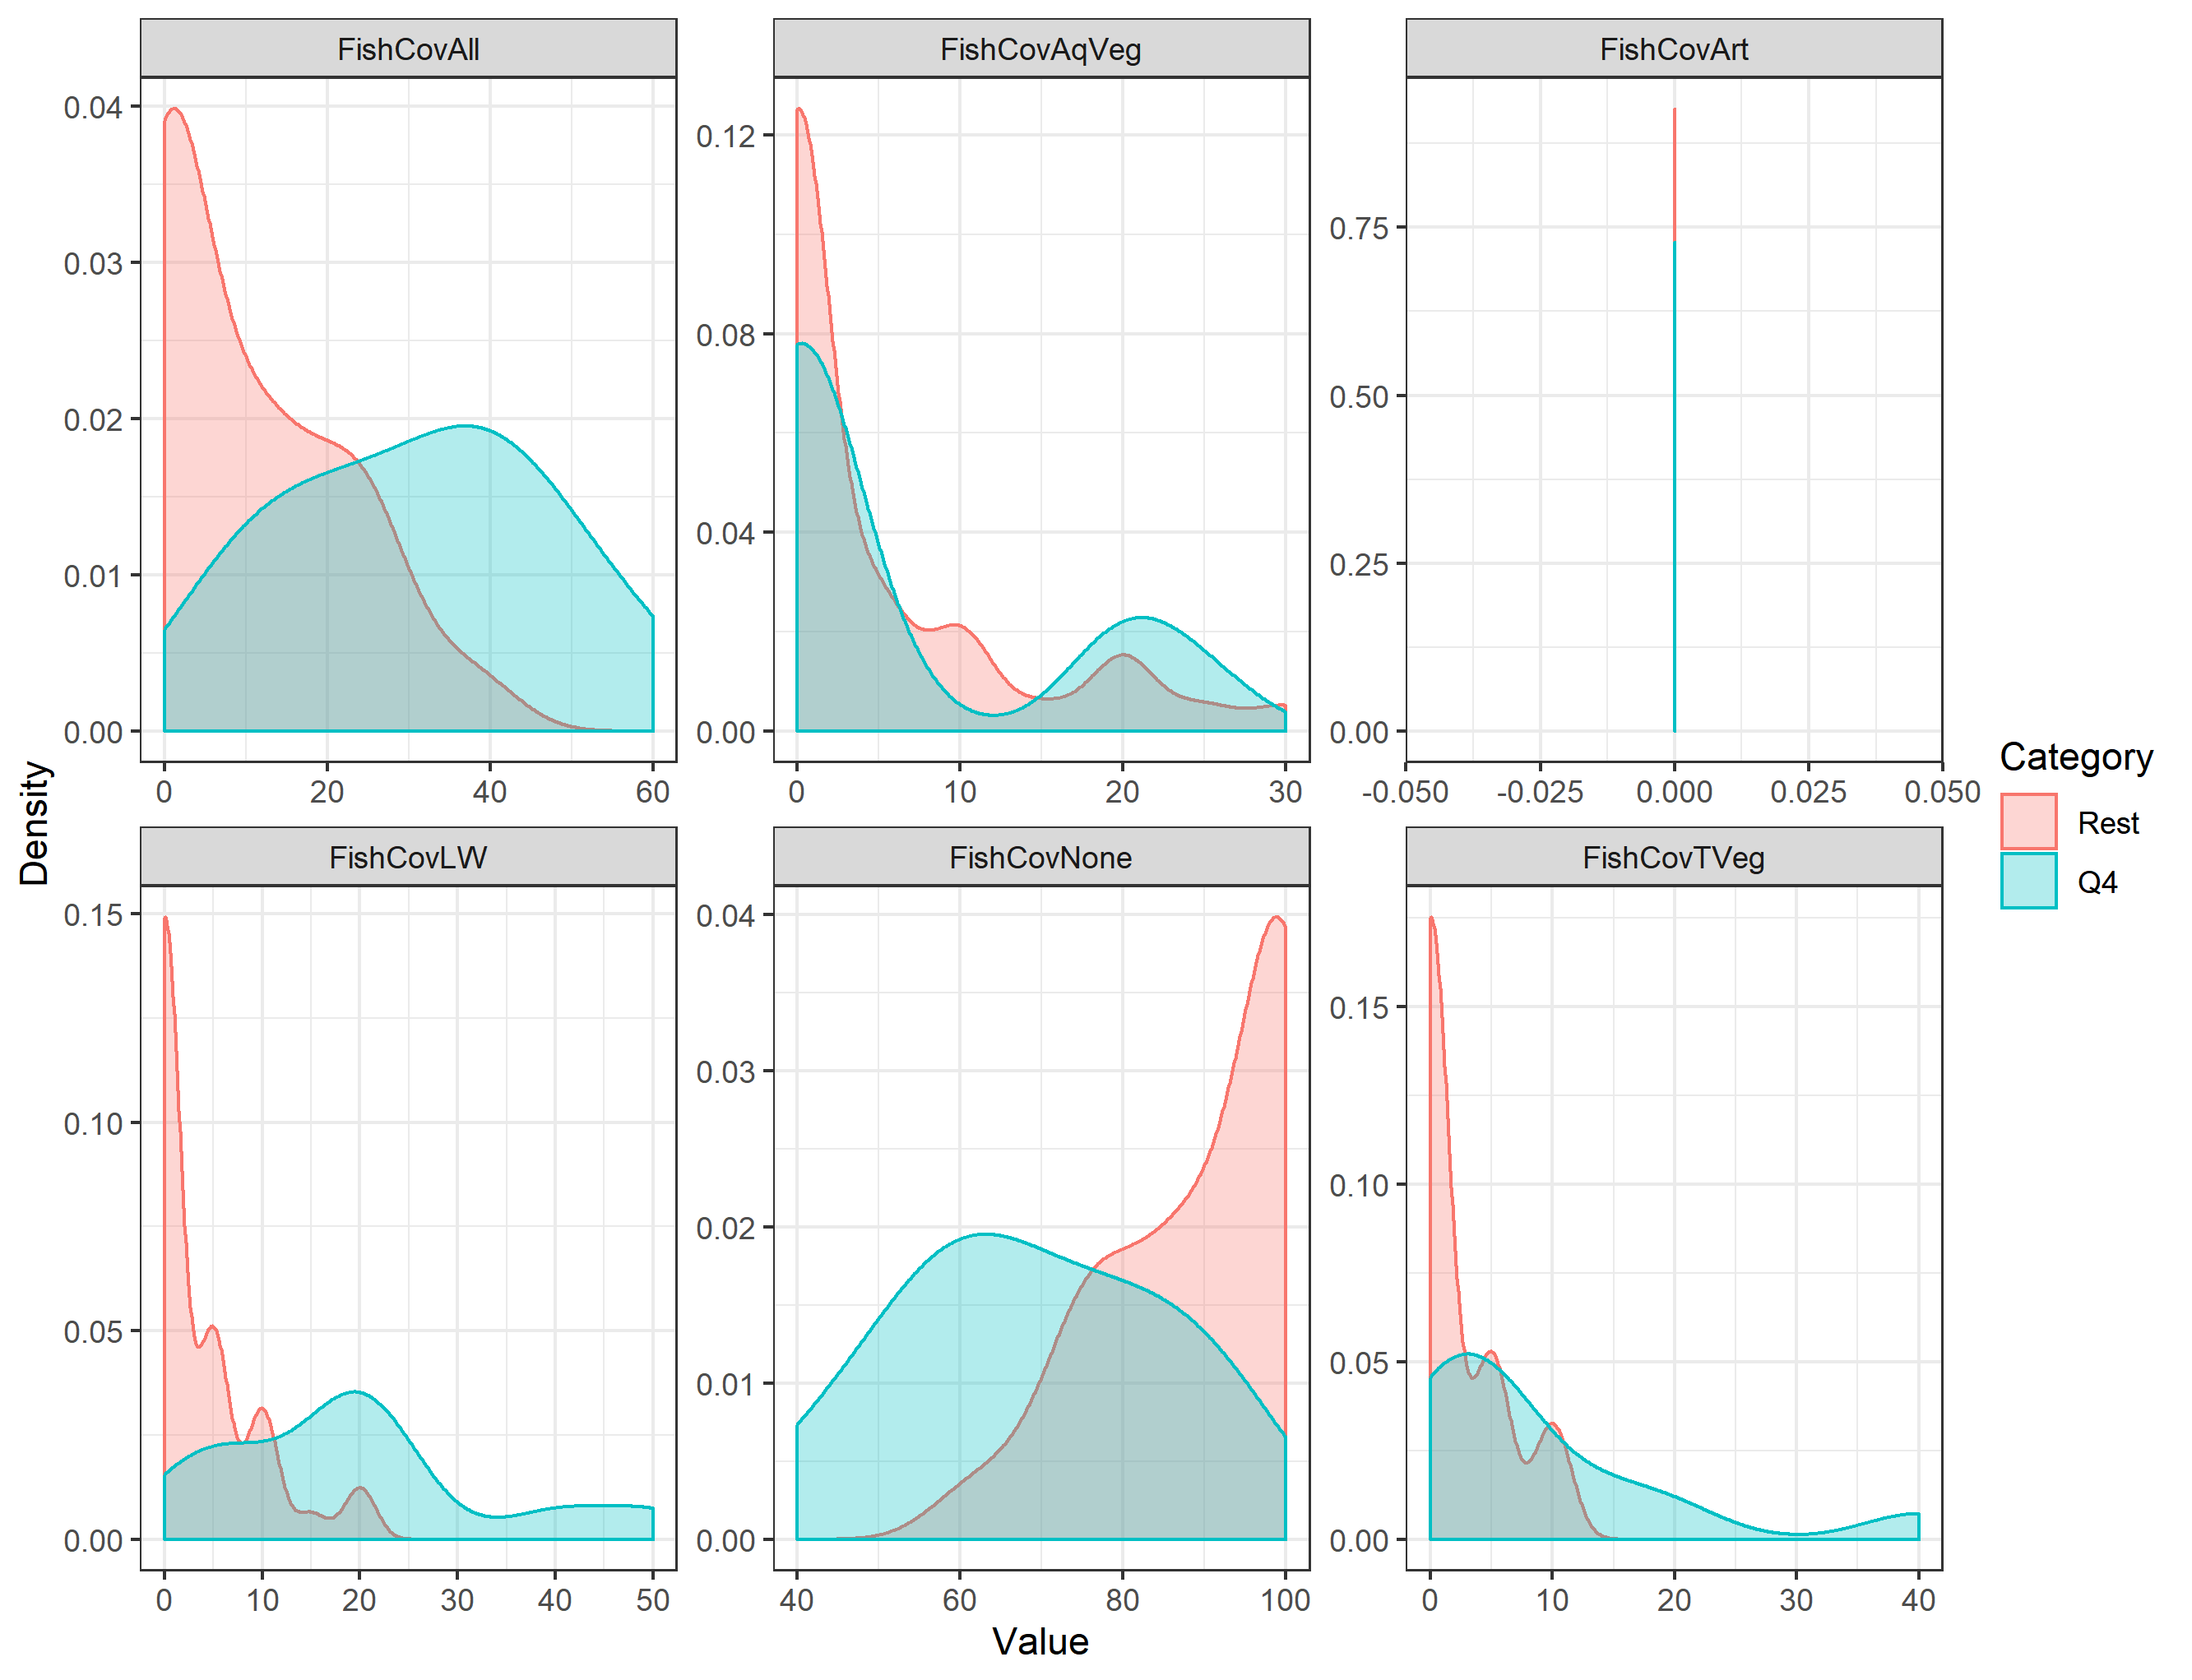 FishCovAll FishCovAqVeg FishCovArt
0.04
0.03
0.02
0.01
0.00
0.12
0.08
0.04
0.00
0.75
0.50
0.25
0.00
0 20 40 60
0 10 20 30
-0.050 -0.025 0.000 0.025 0.050
Density
FishCovLW FishCovNone FishCovTVeg
0.15
0.10
0.05
0.00
0.04
0.03
0.02
0.01
0.00
0.15
0.10
0.05
0.00
0 10 20 30 40 50
40 60 80 100
0 10 20 30 40
Value
Category
Rest
Q4